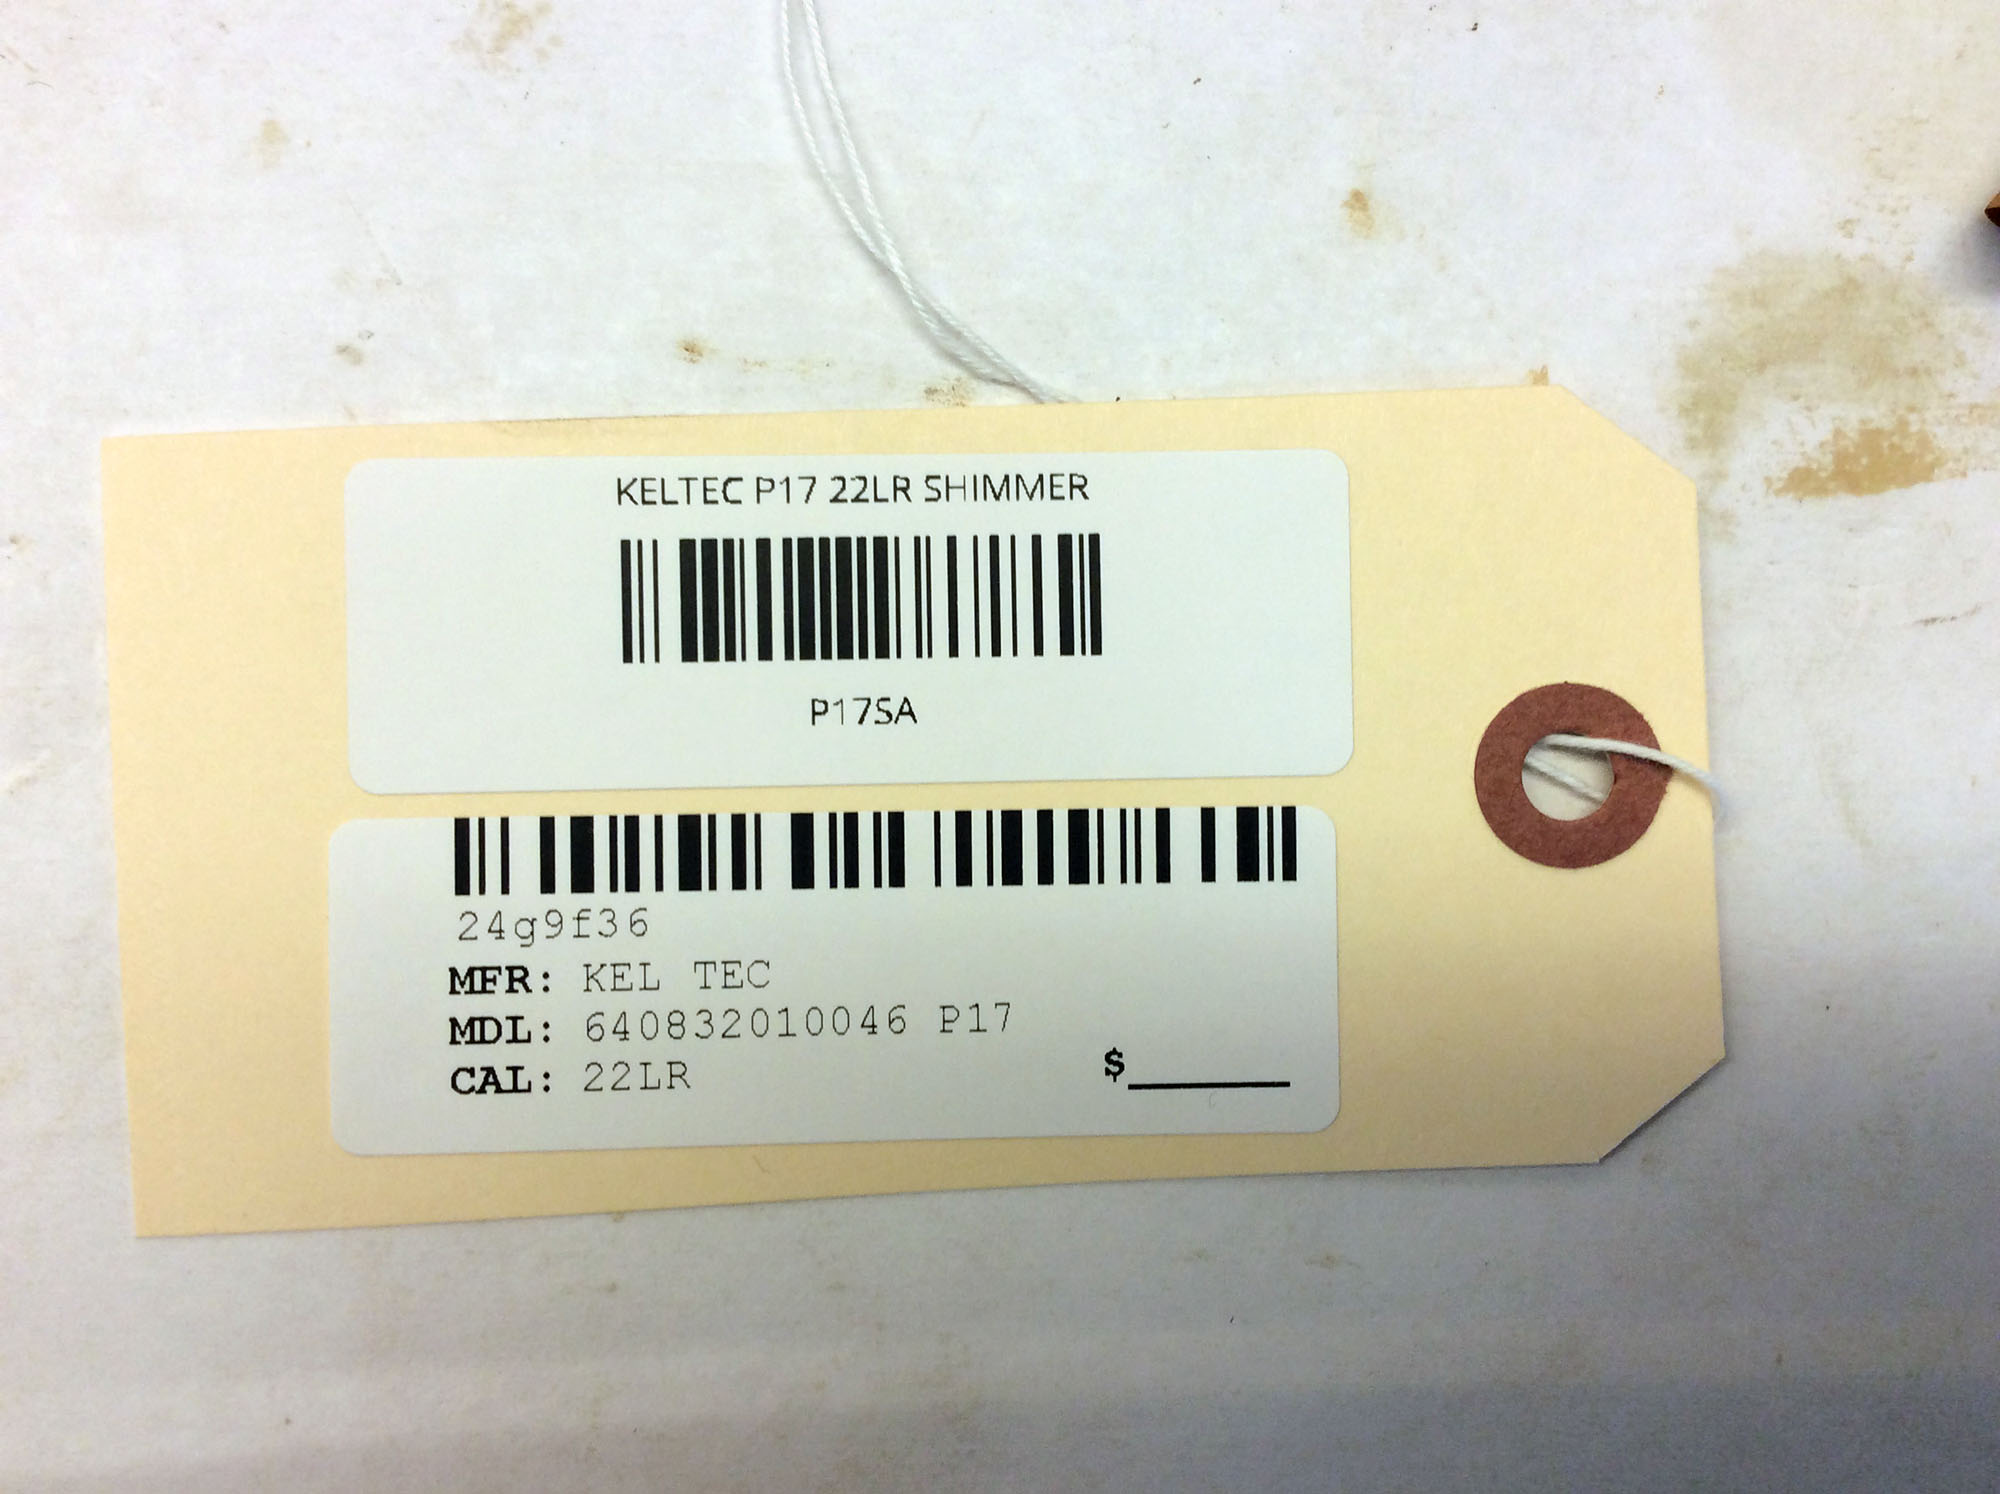 KELTEC P17 22LR SHIMMER
P17SA
24g9f36
MFR: KEL TEC
MDL: 640832010046 P17
CAL: 22LR
$